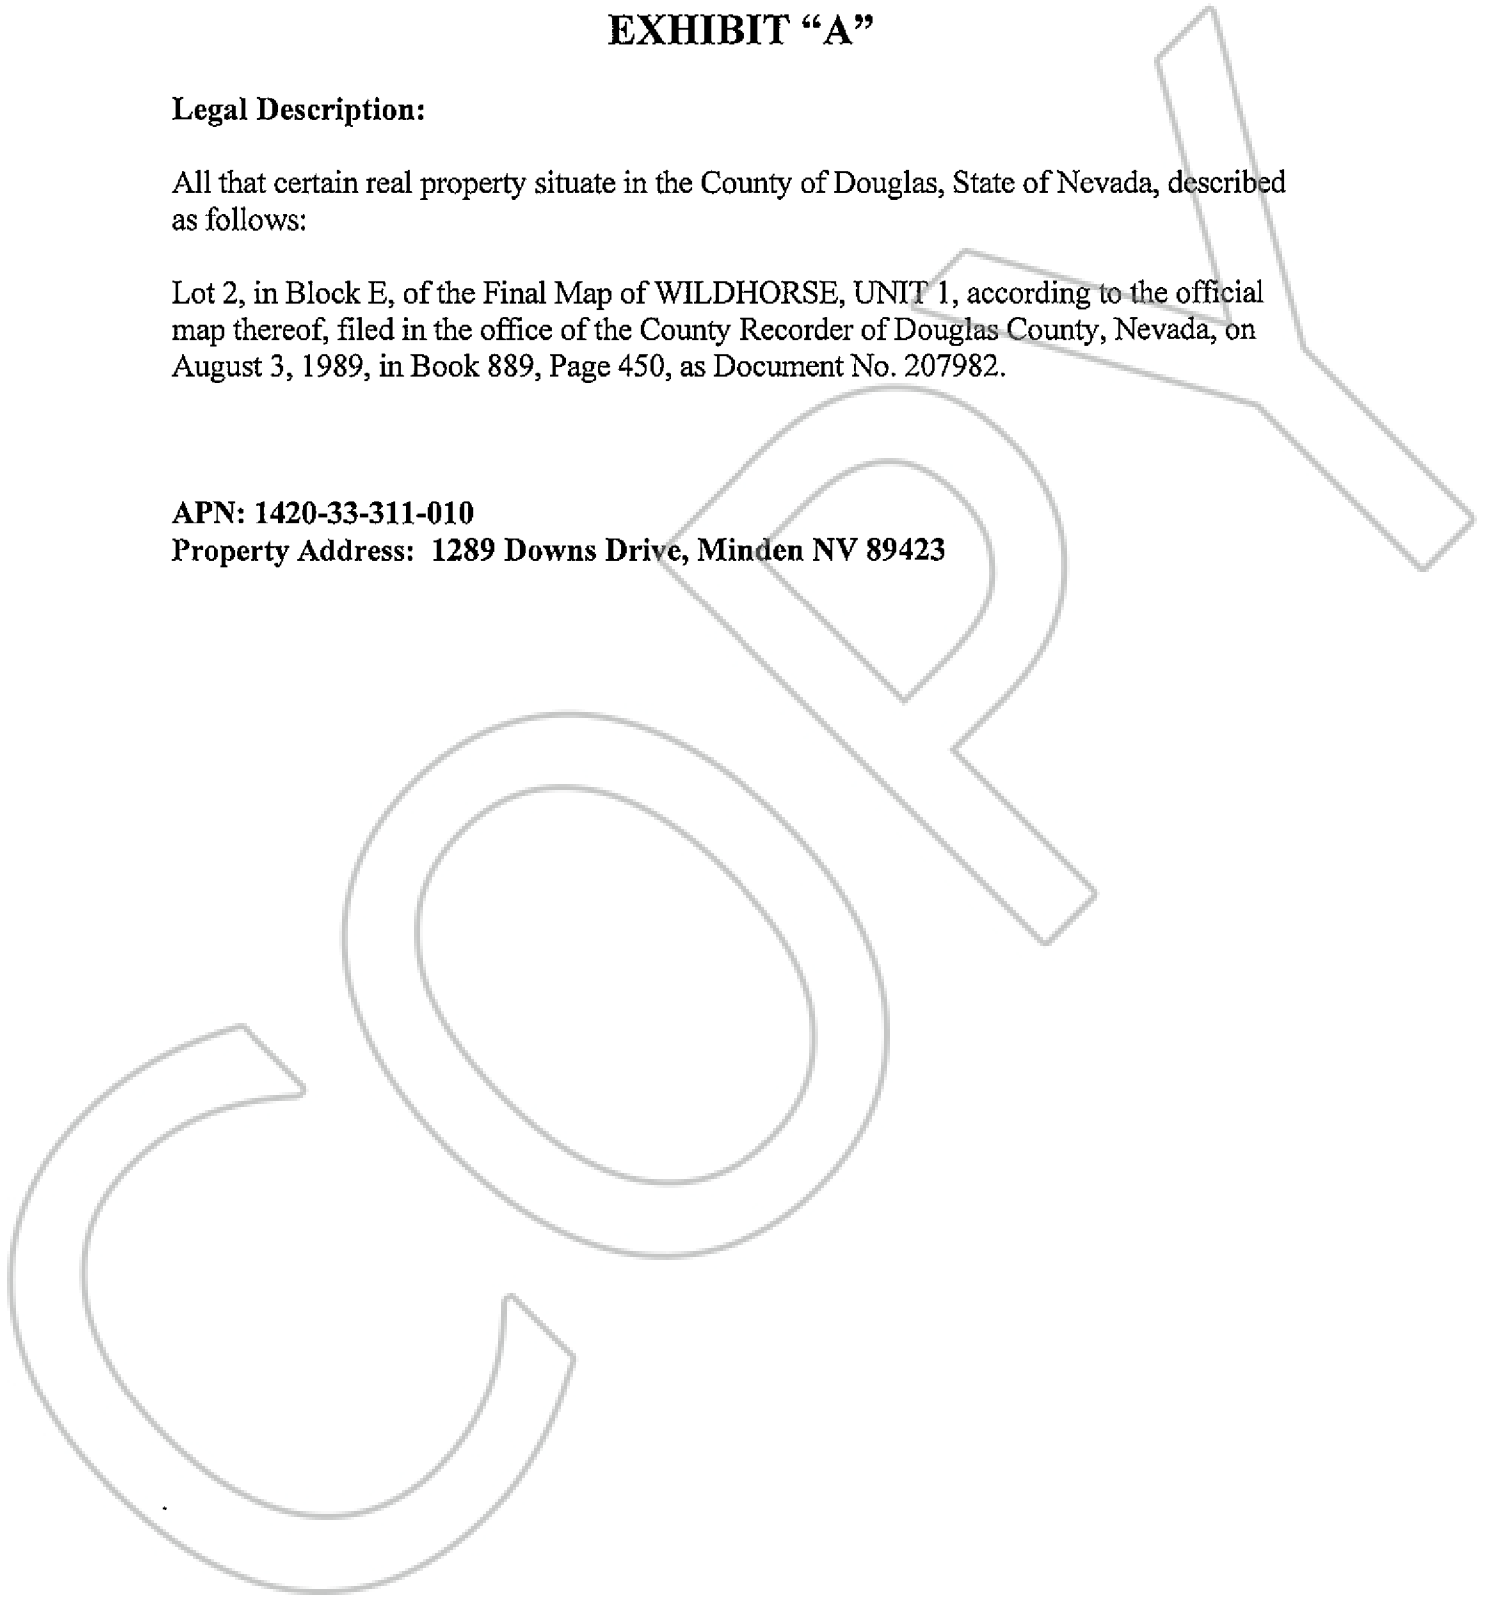 EXHIBIT “A”
Legal Description:
All that certain real property situate in the County of Douglas, State of Nevada, described
as follows:
Lot 2, in Block E, of the Final Map of WILDHORSE, UNIT 1, according to the official
map thereof, filed in the office of the County Recorder of Douglas County, Nevada, on
August 3, 1989, in Book 889, Page 450, as Document No. 207982.
APN: 1420-33-311-010
Property Address: 1289 Downs Drive, Minden NV 89423
COPY